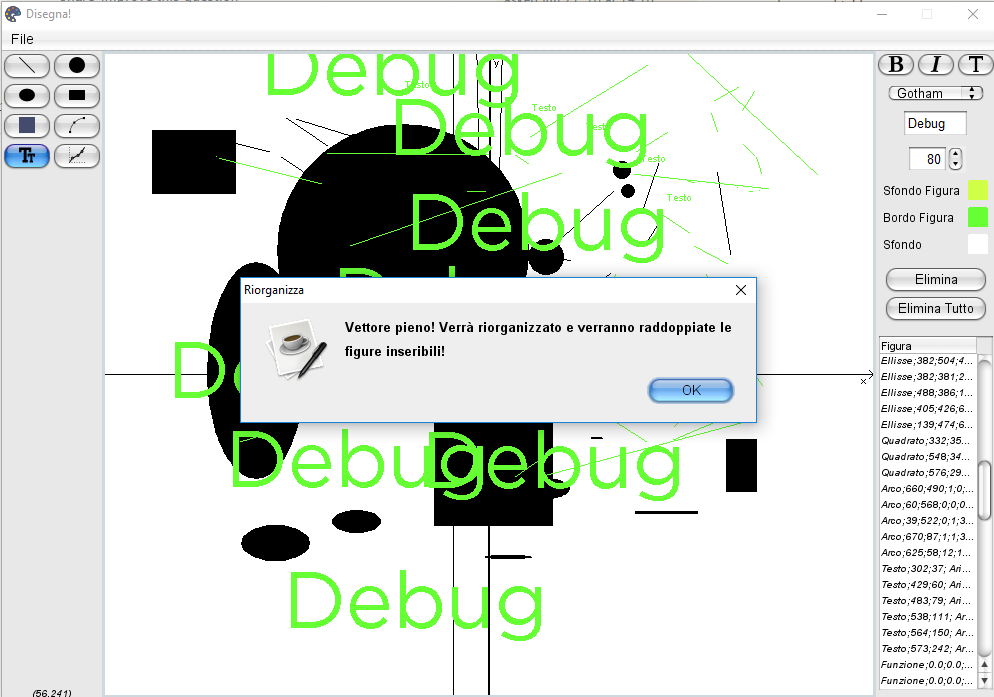 Disegna!
File
B I T
Gotham
Debug
80
Sfondo Figura
Bordo Figura
Sfondo
Elimina
Elimina Tutto
Tr
Debug
y
Testo
Debug
Testo
Testo
Testo
Debug
Testo
Riorganizza
Vettore pieno! Verrà riorganizzato e verranno raddoppiate le
figure inseribili!
OK
x
Debug
Debug
Debug
Figura
Ellisse;382;504;4...
Ellisse;382;381;2...
Ellisse;488;386;1...
Ellisse;405;426;6...
Ellisse;139;474;6...
Quadrato;332;35...
Quadrato;548;34...
Quadrato;576;29...
Arco;660;490;1;0;...
Arco;60;568;0;0;0...
Arco;39;522;0;1;3...
Arco;670;87;1;1;3...
Arco;625;58;12;1...
Testo;302;37; Ari...
Testo;429;60; Ari...
Testo;483;79; Ari...
Testo;538;111; Ar...
Testo;564;150; Ar...
Testo;573;242; Ar...
Funzione;0.0;0.0;...
Funzione;0.0;0.0;...
(56,241)